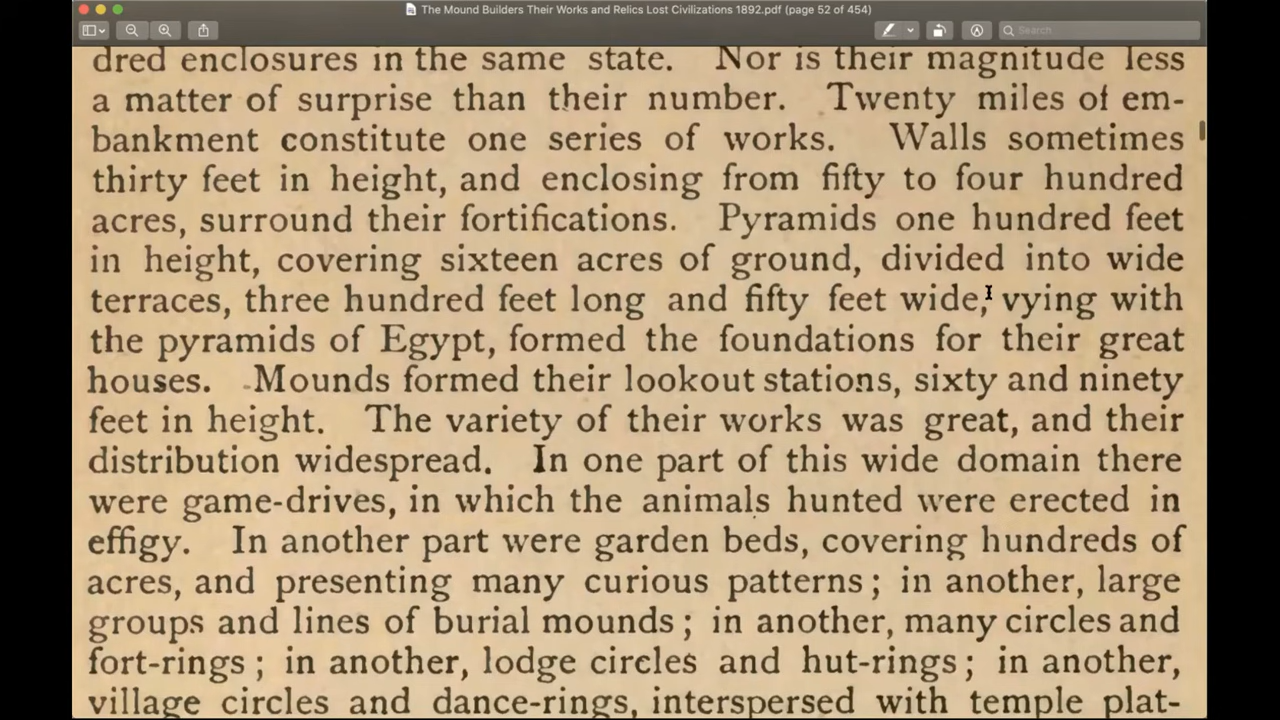 The Mound Builders Their Works and Relics Lost Civilizations 1892.pdf (page 52 of 454)
Search
dred enclosures in the same state. Nor is their magnitude less
a matter of surprise than their number. Twenty miles of em-
bankment constitute one series of works. Walls sometimes
thirty feet in height, and enclosing from fifty to four hundred
acres, surround their fortifications. Pyramids one hundred feet
in height, covering sixteen acres of ground, divided into wide
terraces, three hundred feet long and fifty feet wide, vying with
the pyramids of Egypt, formed the foundations for their great
houses. Mounds formed their lookout stations, sixty and ninety
feet in height. The variety of their works was great, and their
distribution widespread. In one part of this wide domain there
were game-drives, in which the animals hunted were erected in
effigy. In another part were garden beds, covering hundreds of
acres, and presenting many curious patterns; in another, large
groups and lines of burial mounds; in another, many circles and
fort-rings; in another, lodge circles and hut-rings; in another,
village circles and dance-rings, interspersed with temple plat-